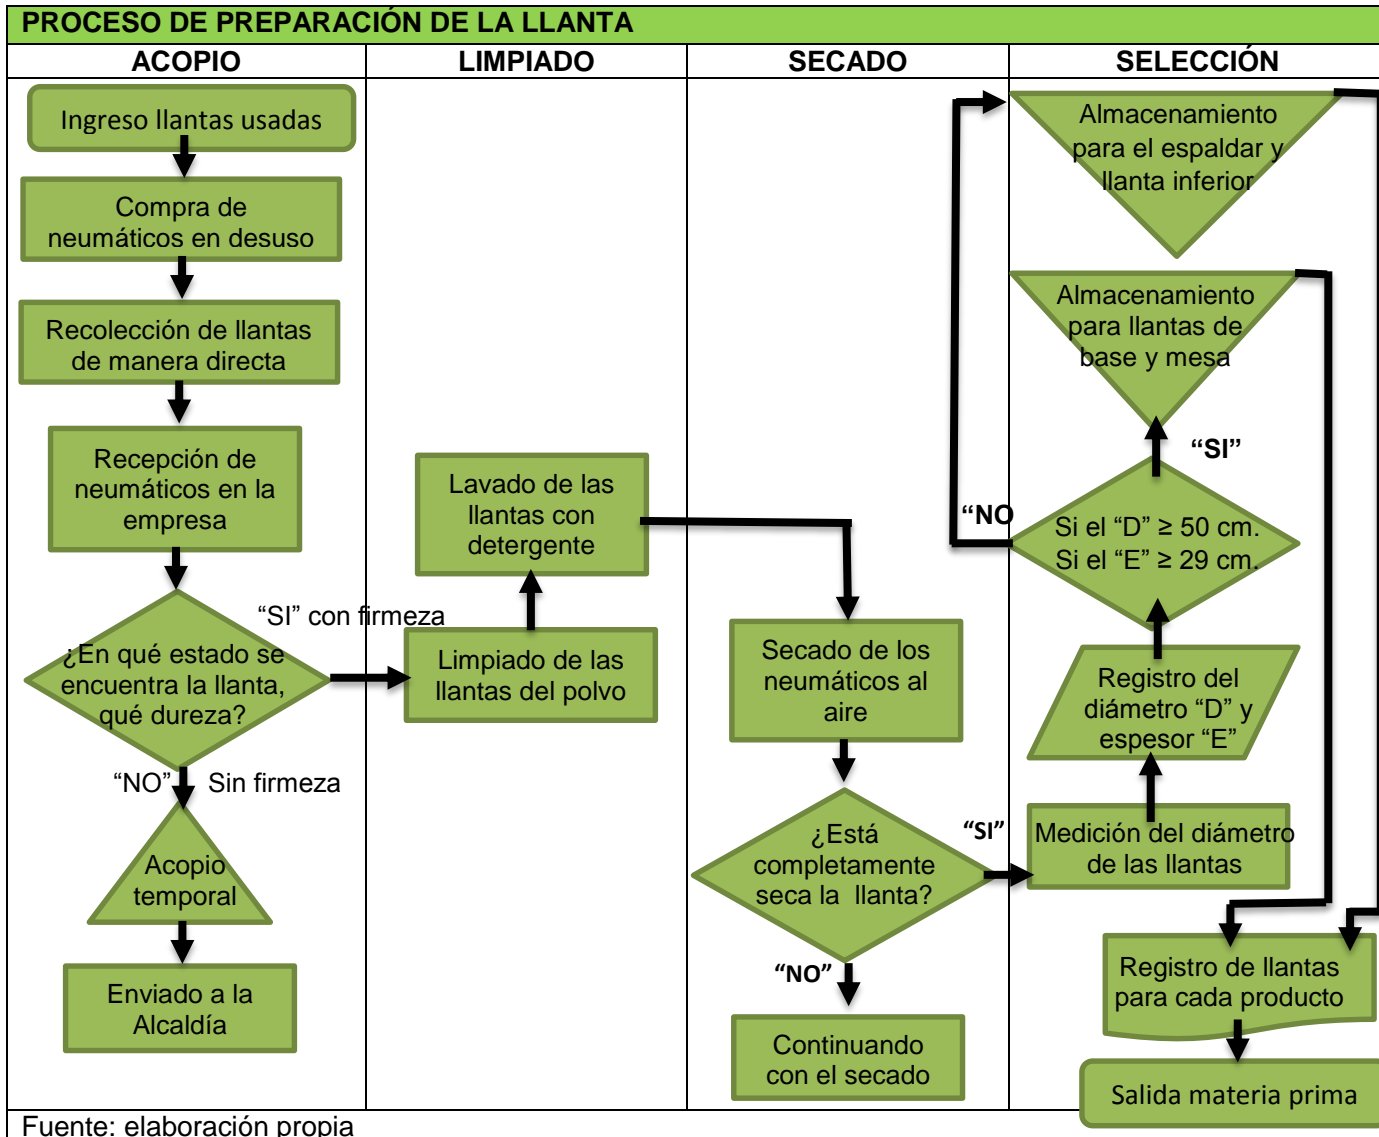 PROCESO DE PREPARACIÓN DE LA LLANTA
ACOPIO
LIMPIADO
SECADO
SELECCIÓN
Ingreso llantas usadas
Compra de
neumáticos en desuso
Recolección de llantas
de manera directa
Recepción de
neumáticos en la
empresa
¿En qué estado se
encuentra la llanta,
qué dureza?
“SI” con firmeza
“NO” Sin firmeza
Acopio
temporal
Enviado a la
Alcaldía
Lavado de las
llantas con
detergente
Limpiado de las
llantas del polvo
Secado de los
neumáticos al
aire
¿Está
completamente
seca la llanta?
“SI”
“NO”
Continuando
con el secado
Almacenamiento
para el espaldar y
llanta inferior
Almacenamiento
para llantas de
base y mesa
“SI”
“NO
Si el “D” ≥ 50 cm.
Si el “E” ≥ 29 cm.
Registro del
diámetro “D” y
espesor “E”
Medición del diámetro
de las llantas
Registro de llantas
para cada producto
Salida materia prima
Fuente: elaboración propia